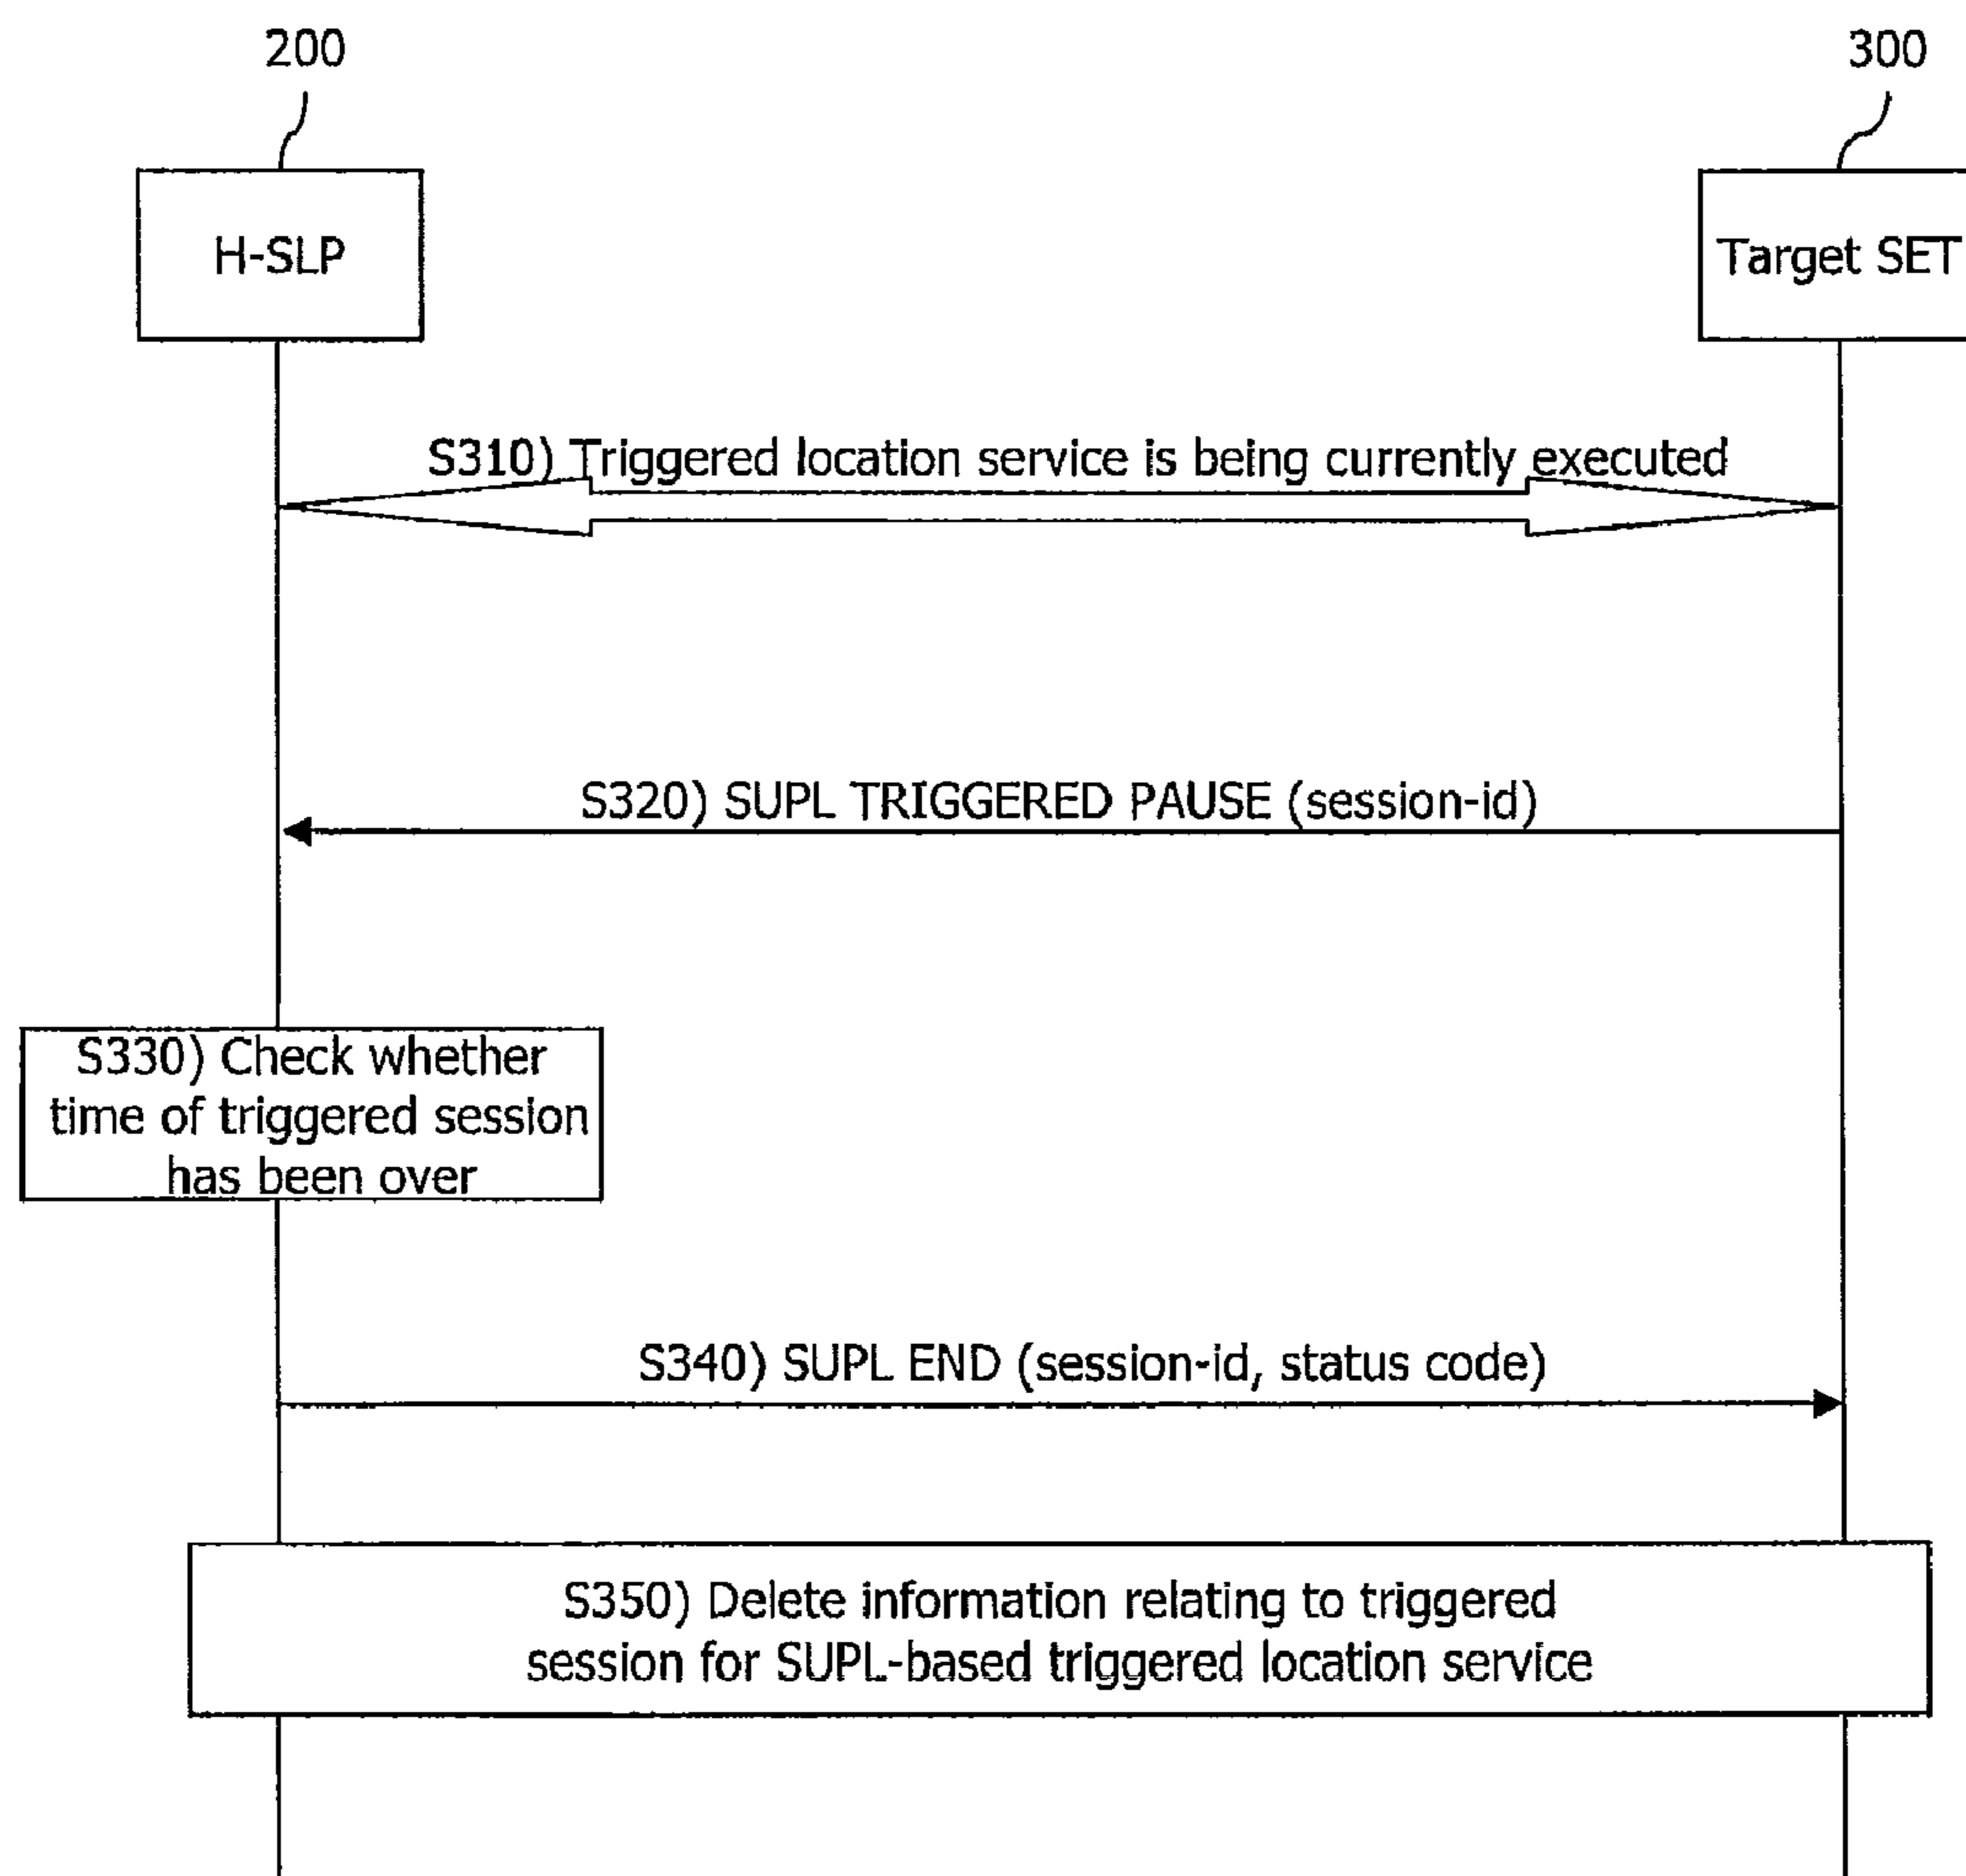 200
300
H-SLP
Target SET
S310) Triggered location service is being currently executed
S320) SUPL TRIGGERED PAUSE (session-id)
S330) Check whether
time of triggered session
has been over
S340) SUPL END (session-id, status code)
S350) Delete information relating to triggered
session for SUPL-based triggered location service